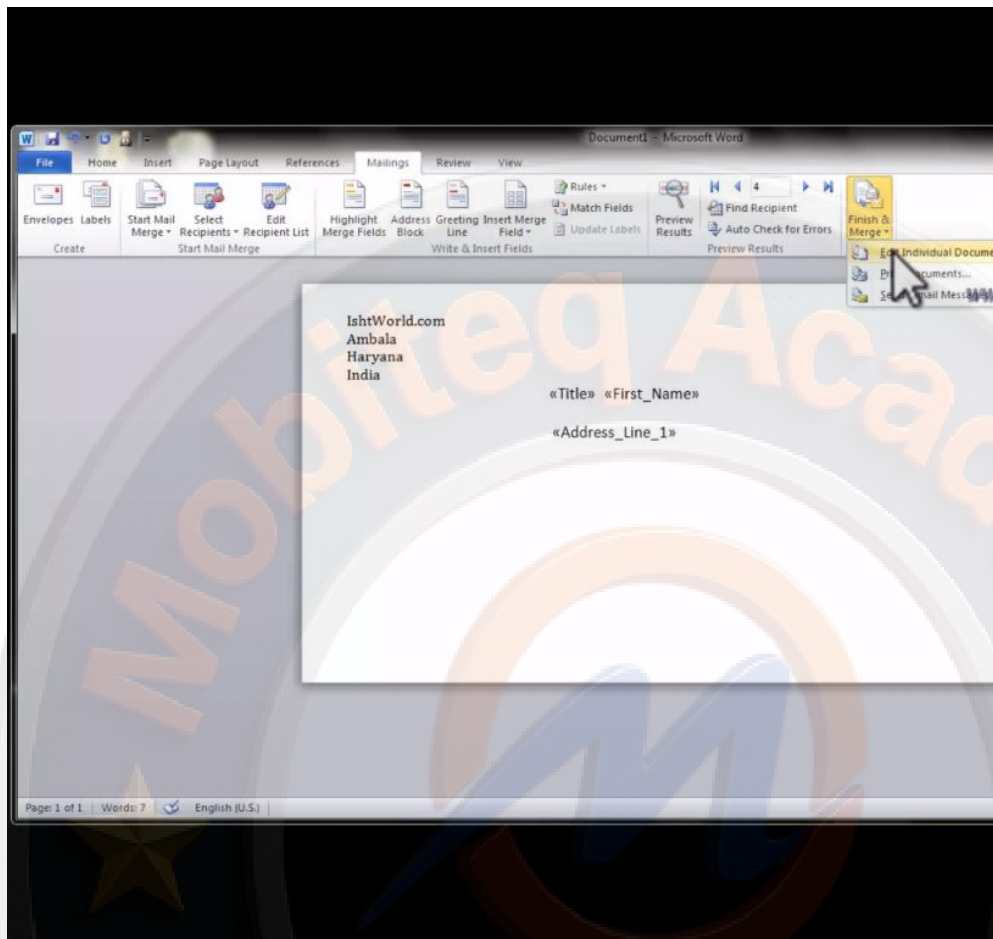 Document1 - Microsoft Word
File Home Insert Page Layout References Mailings Review View
Envelopes Labels
Create
Start Mail Merge
Select Recipients
Edit Recipient List
Start Mail Merge
Highlight Merge Fields
Address Block
Greeting Line
Insert Merge Field
Rules
Match Fields
Update Labels
Write & Insert Fields
Preview Results
4
Find Recipient
Auto Check for Errors
Preview Results
Finish & Merge
Individual Docume
IshtWorld.com
Ambala
Haryana
India
«Title» «First_Name»
«Address_Line_1»
Mobiteq Acad
Page: 1 of 1 Words: 7 English (U.S.)